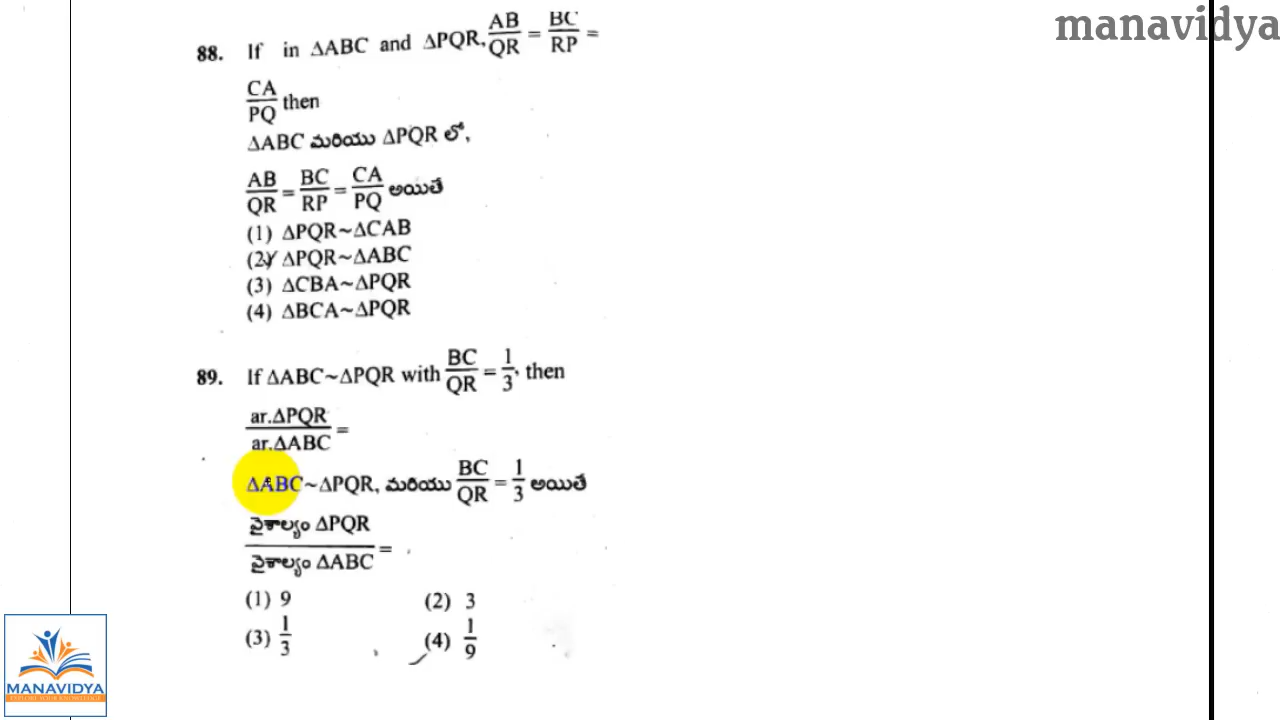 manavidya
88. If in ΔABC and ΔPQR, AB/QR = BC/RP =
CA/PQ then
ΔABC మరియు ΔPQR లో,
AB/QR = BC/RP = CA/PQ అయితే
(1) ΔPQR~ΔCAB
(2) ΔPQR~ΔABC
(3) ΔCBA~ΔPQR
(4) ΔBCA~ΔPQR
89. If ΔABC~ΔPQR with BC/QR = 1/3, then
ar.ΔPQR/ar.ΔABC =
ΔABC~ΔPQR, మరియు BC/QR = 1/3 అయితే
వైశాల్యం ΔPQR/వైశాల్యం ΔABC =
(1) 9 (2) 3
(3) 1/3 (4) 1/9
MANAVIDYA